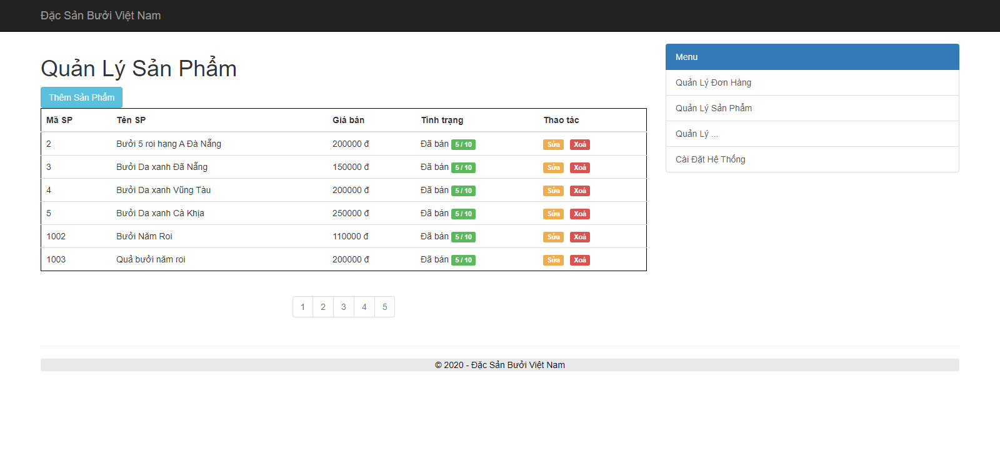 Đặc Sản Bưởi Việt Nam
Quản Lý Sản Phẩm
Thêm Sản Phẩm
Mã SP Tên SP Giá bán Tình trạng Thao tác
2 Bưởi 5 roi hạng A Đà Nẵng 200000 đ Đã bán 5 / 10 Sửa Xoá
3 Bưởi Da xanh Đã Nẵng 150000 đ Đã bán 5 / 10 Sửa Xoá
4 Bưởi Da xanh Vũng Tàu 200000 đ Đã bán 5 / 10 Sửa Xoá
5 Bưởi Da xanh Cà Khịa 250000 đ Đã bán 5 / 10 Sửa Xoá
1002 Bưởi Năm Roi 110000 đ Đã bán 5 / 10 Sửa Xoá
1003 Quả bưởi năm roi 200000 đ Đã bán 5 / 10 Sửa Xoá
1 2 3 4 5
Menu
Quản Lý Đơn Hàng
Quản Lý Sản Phẩm
Quản Lý ...
Cài Đặt Hệ Thống
© 2020 - Đặc Sản Bưởi Việt Nam